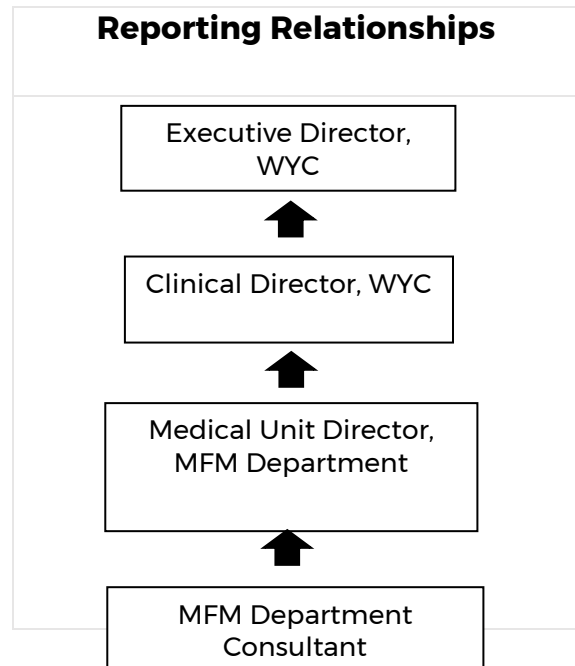 Reporting Relationships
Executive Director,
WYC
Clinical Director, WYC
Medical Unit Director,
MFM Department
MFM Department
Consultant